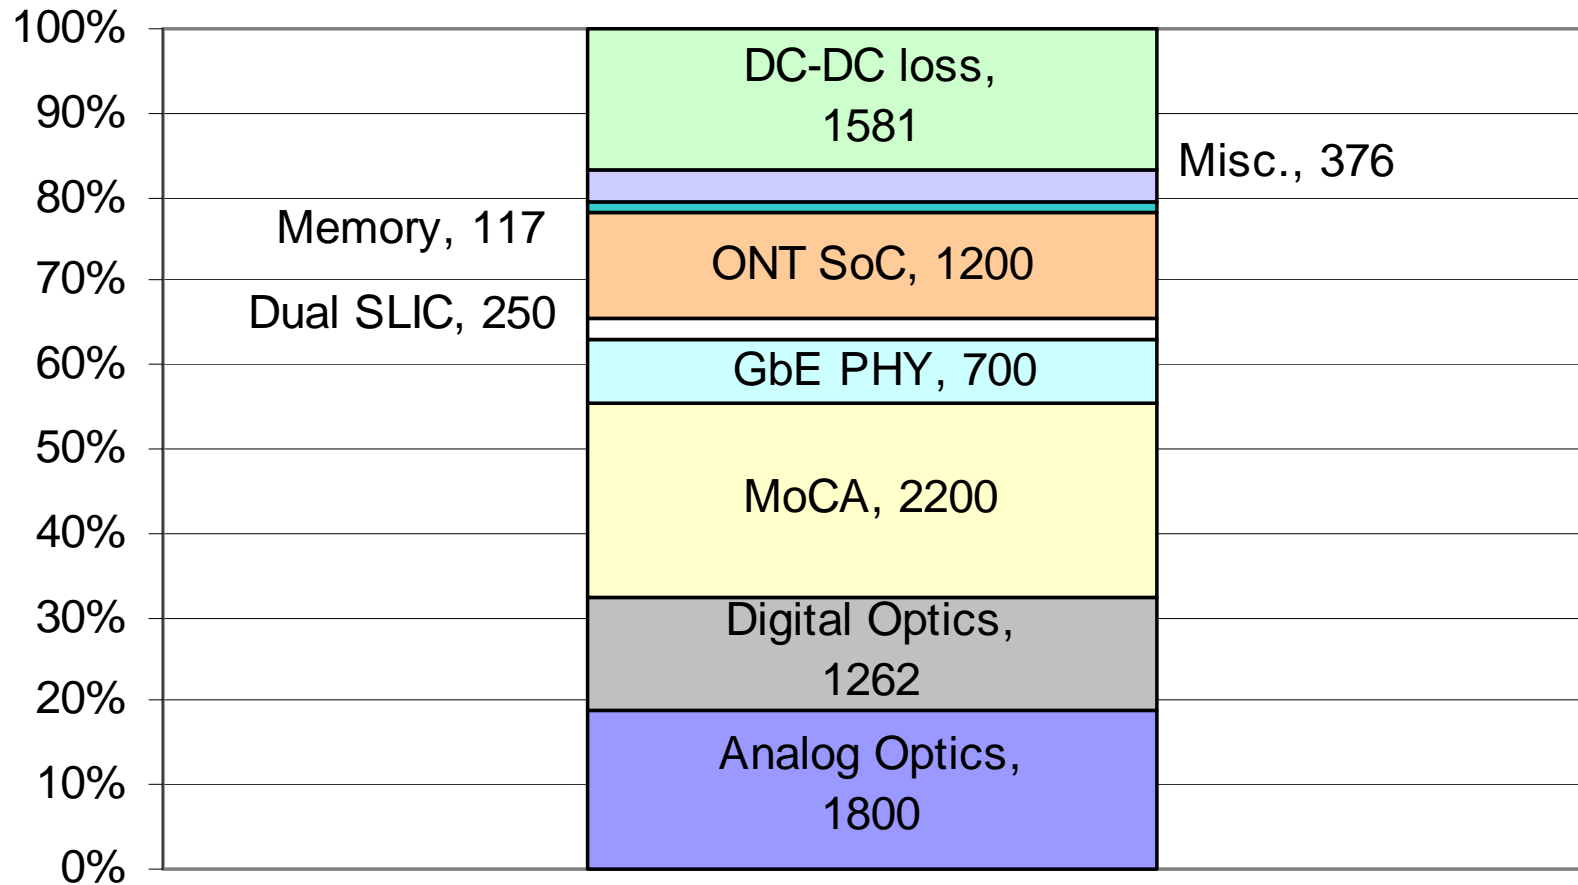 100%
90%
80%
70%
60%
50%
40%
30%
20%
10%
0%
DC-DC loss,
1581
Misc., 376
Memory, 117
ONT SoC, 1200
Dual SLIC, 250
GbE PHY, 700
MoCA, 2200
Digital Optics,
1262
Analog Optics,
1800